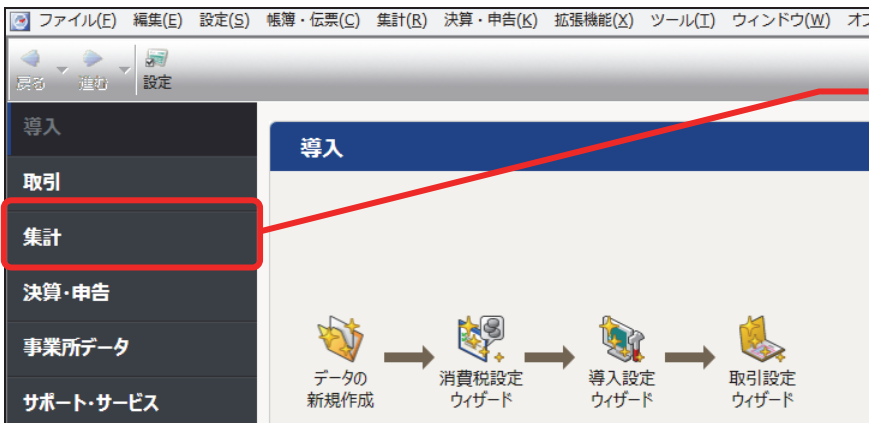 ファイル(F) 編集(E) 設定(S) 帳簿・伝票(C) 集計(R) 決算・申告(K) 拡張機能(X) ツール(T) ウィンドウ(W) オフ
戻る 進む 設定
導入
取引
集計
決算・申告
事業所データ
サポート・サービス
導入
データの
新規作成
消費税設定
ウィザード
導入設定
ウィザード
取引設定
ウィザード